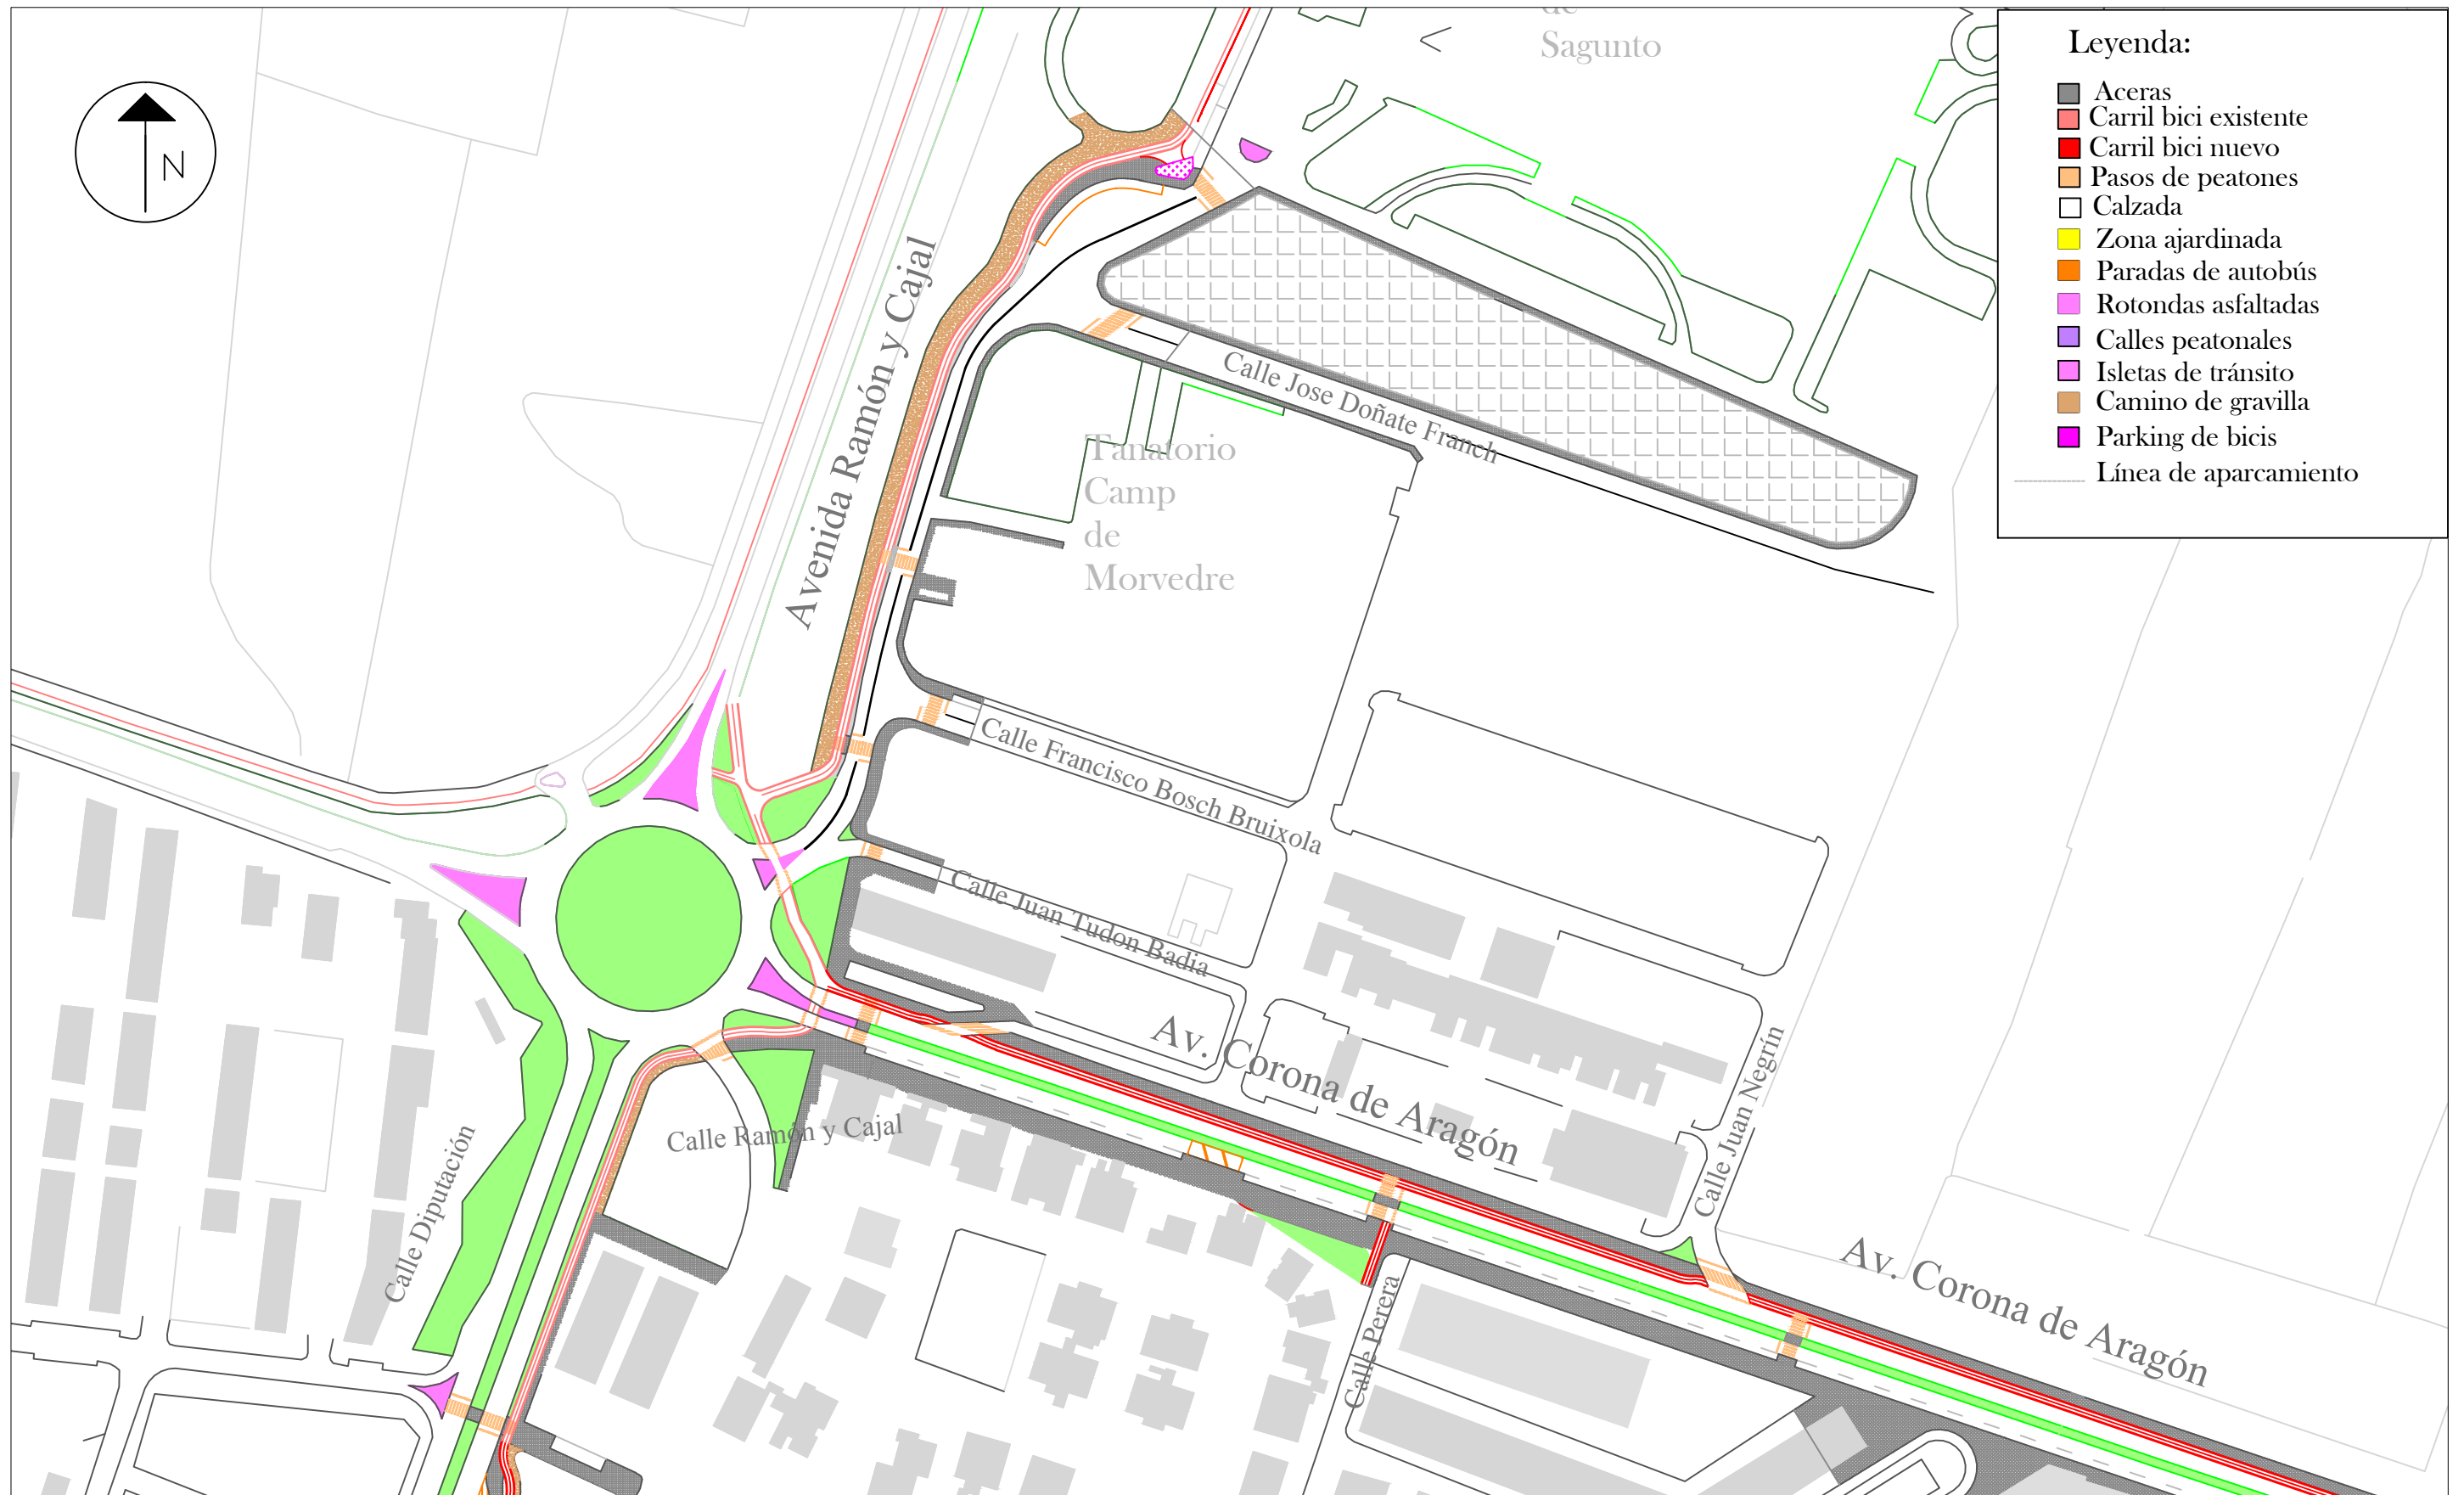 de
Sagunto
Leyenda:
Aceras
Carril bici existente
Carril bici nuevo
Pasos de peatones
Calzada
Zona ajardinada
Paradas de autobús
Rotondas asfaltadas
Calles peatonales
Isletas de tránsito
Camino de gravilla
Parking de bicis
Línea de aparcamiento
N
Avenida Ramón y Cajal
Calle Jose Doñate Franch
Tanatorio
Camp
de
Morvedre
Calle Francisco Bosch Bruixola
Calle Juan Tudon Badia
Av. Corona de Aragón
Calle Juan Negrín
Calle Ramón y Cajal
Calle Diputación
Calle Perera
Av. Corona de Aragón